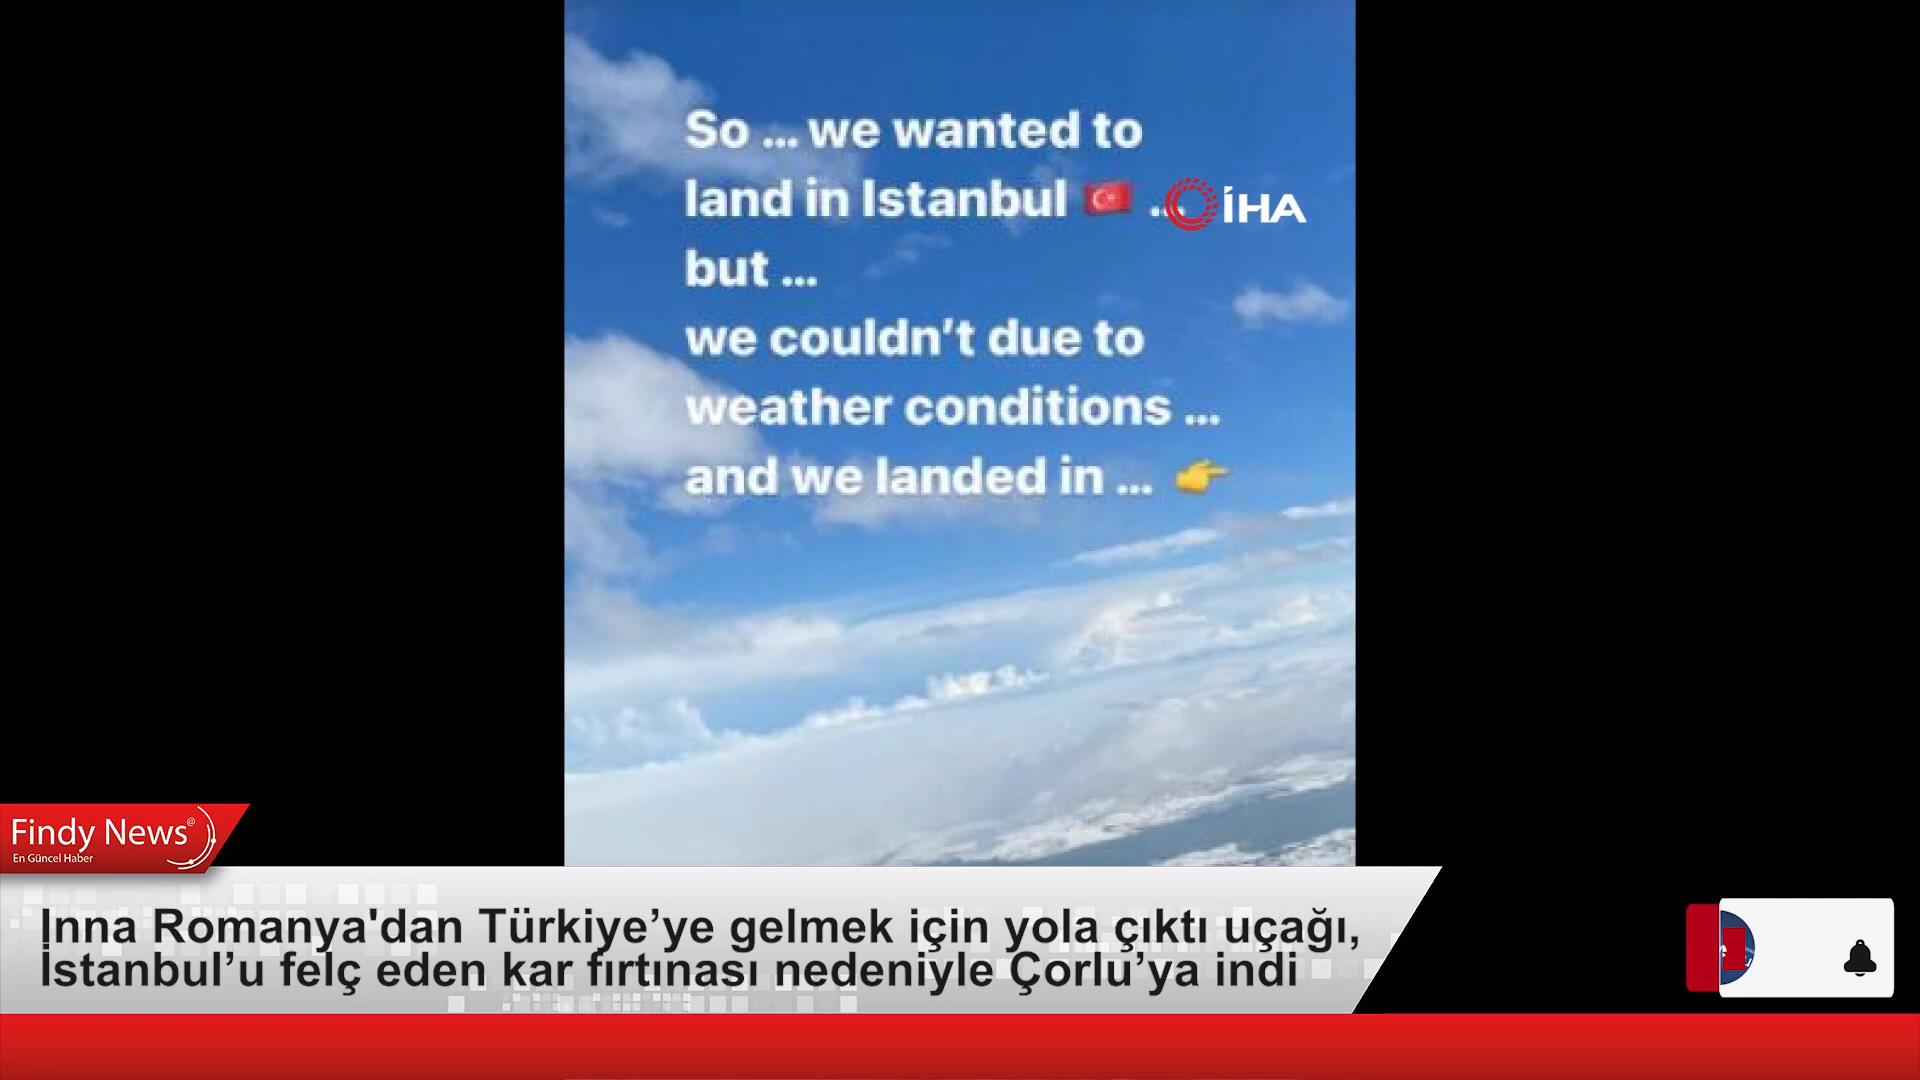 So ... we wanted to
land in Istanbul 🇹🇷 ...
İHA
but ...
we couldn't due to
weather conditions ...
and we landed in ... 👉
Findy News@
En Güncel Haber
İnna Romanya'dan Türkiye’ye gelmek için yola çıktı uçağı,
İstanbul’u felç eden kar fırtınası nedeniyle Çorlu’ya indi